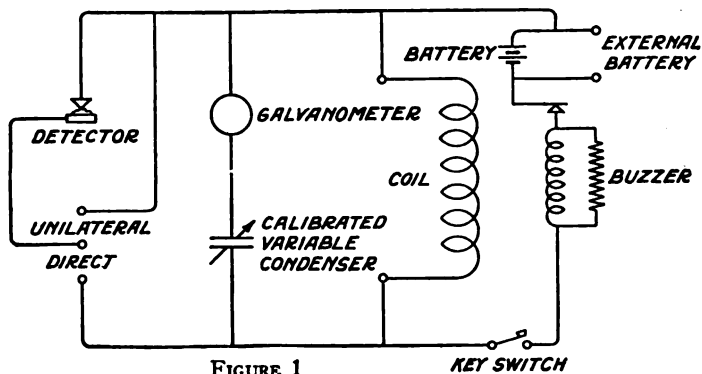 BATTERY
EXTERNAL
BATTERY
DETECTOR
GALVANOMETER
COIL
BUZZER
UNILATERAL
DIRECT
CALIBRATED
VARIABLE
CONDENSER
KEY SWITCH
FIGURE 1